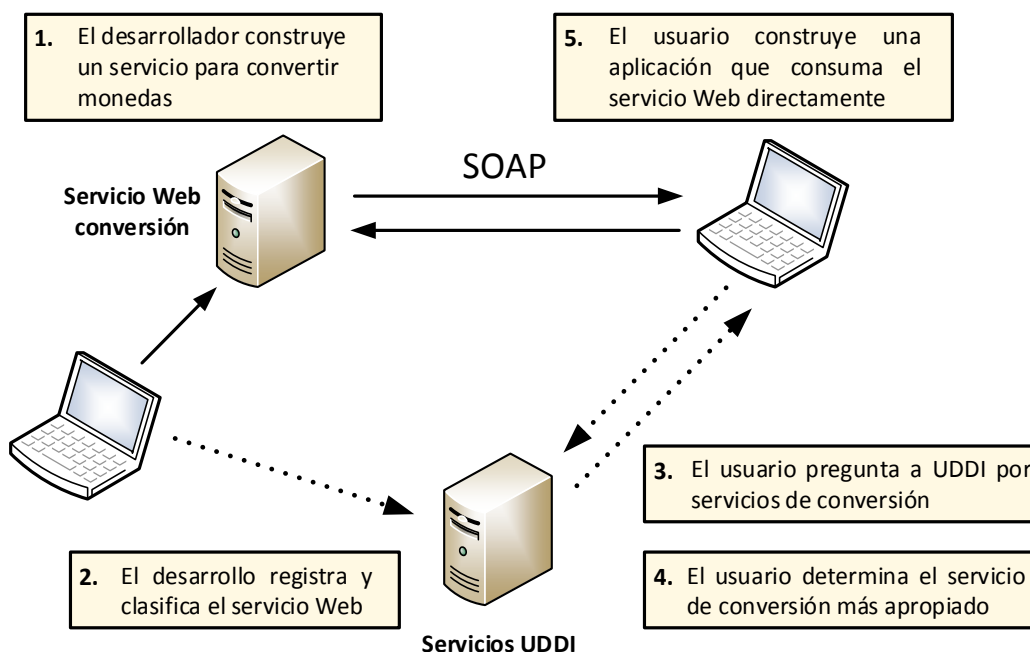 1. El desarrollador construye
un servicio para convertir
monedas
5. El usuario construye una
aplicación que consuma el
servicio Web directamente
SOAP
Servicio Web
conversión
3. El usuario pregunta a UDDI por
servicios de conversión
2. El desarrollo registra y
clasifica el servicio Web
4. El usuario determina el servicio
de conversión más apropiado
Servicios UDDI